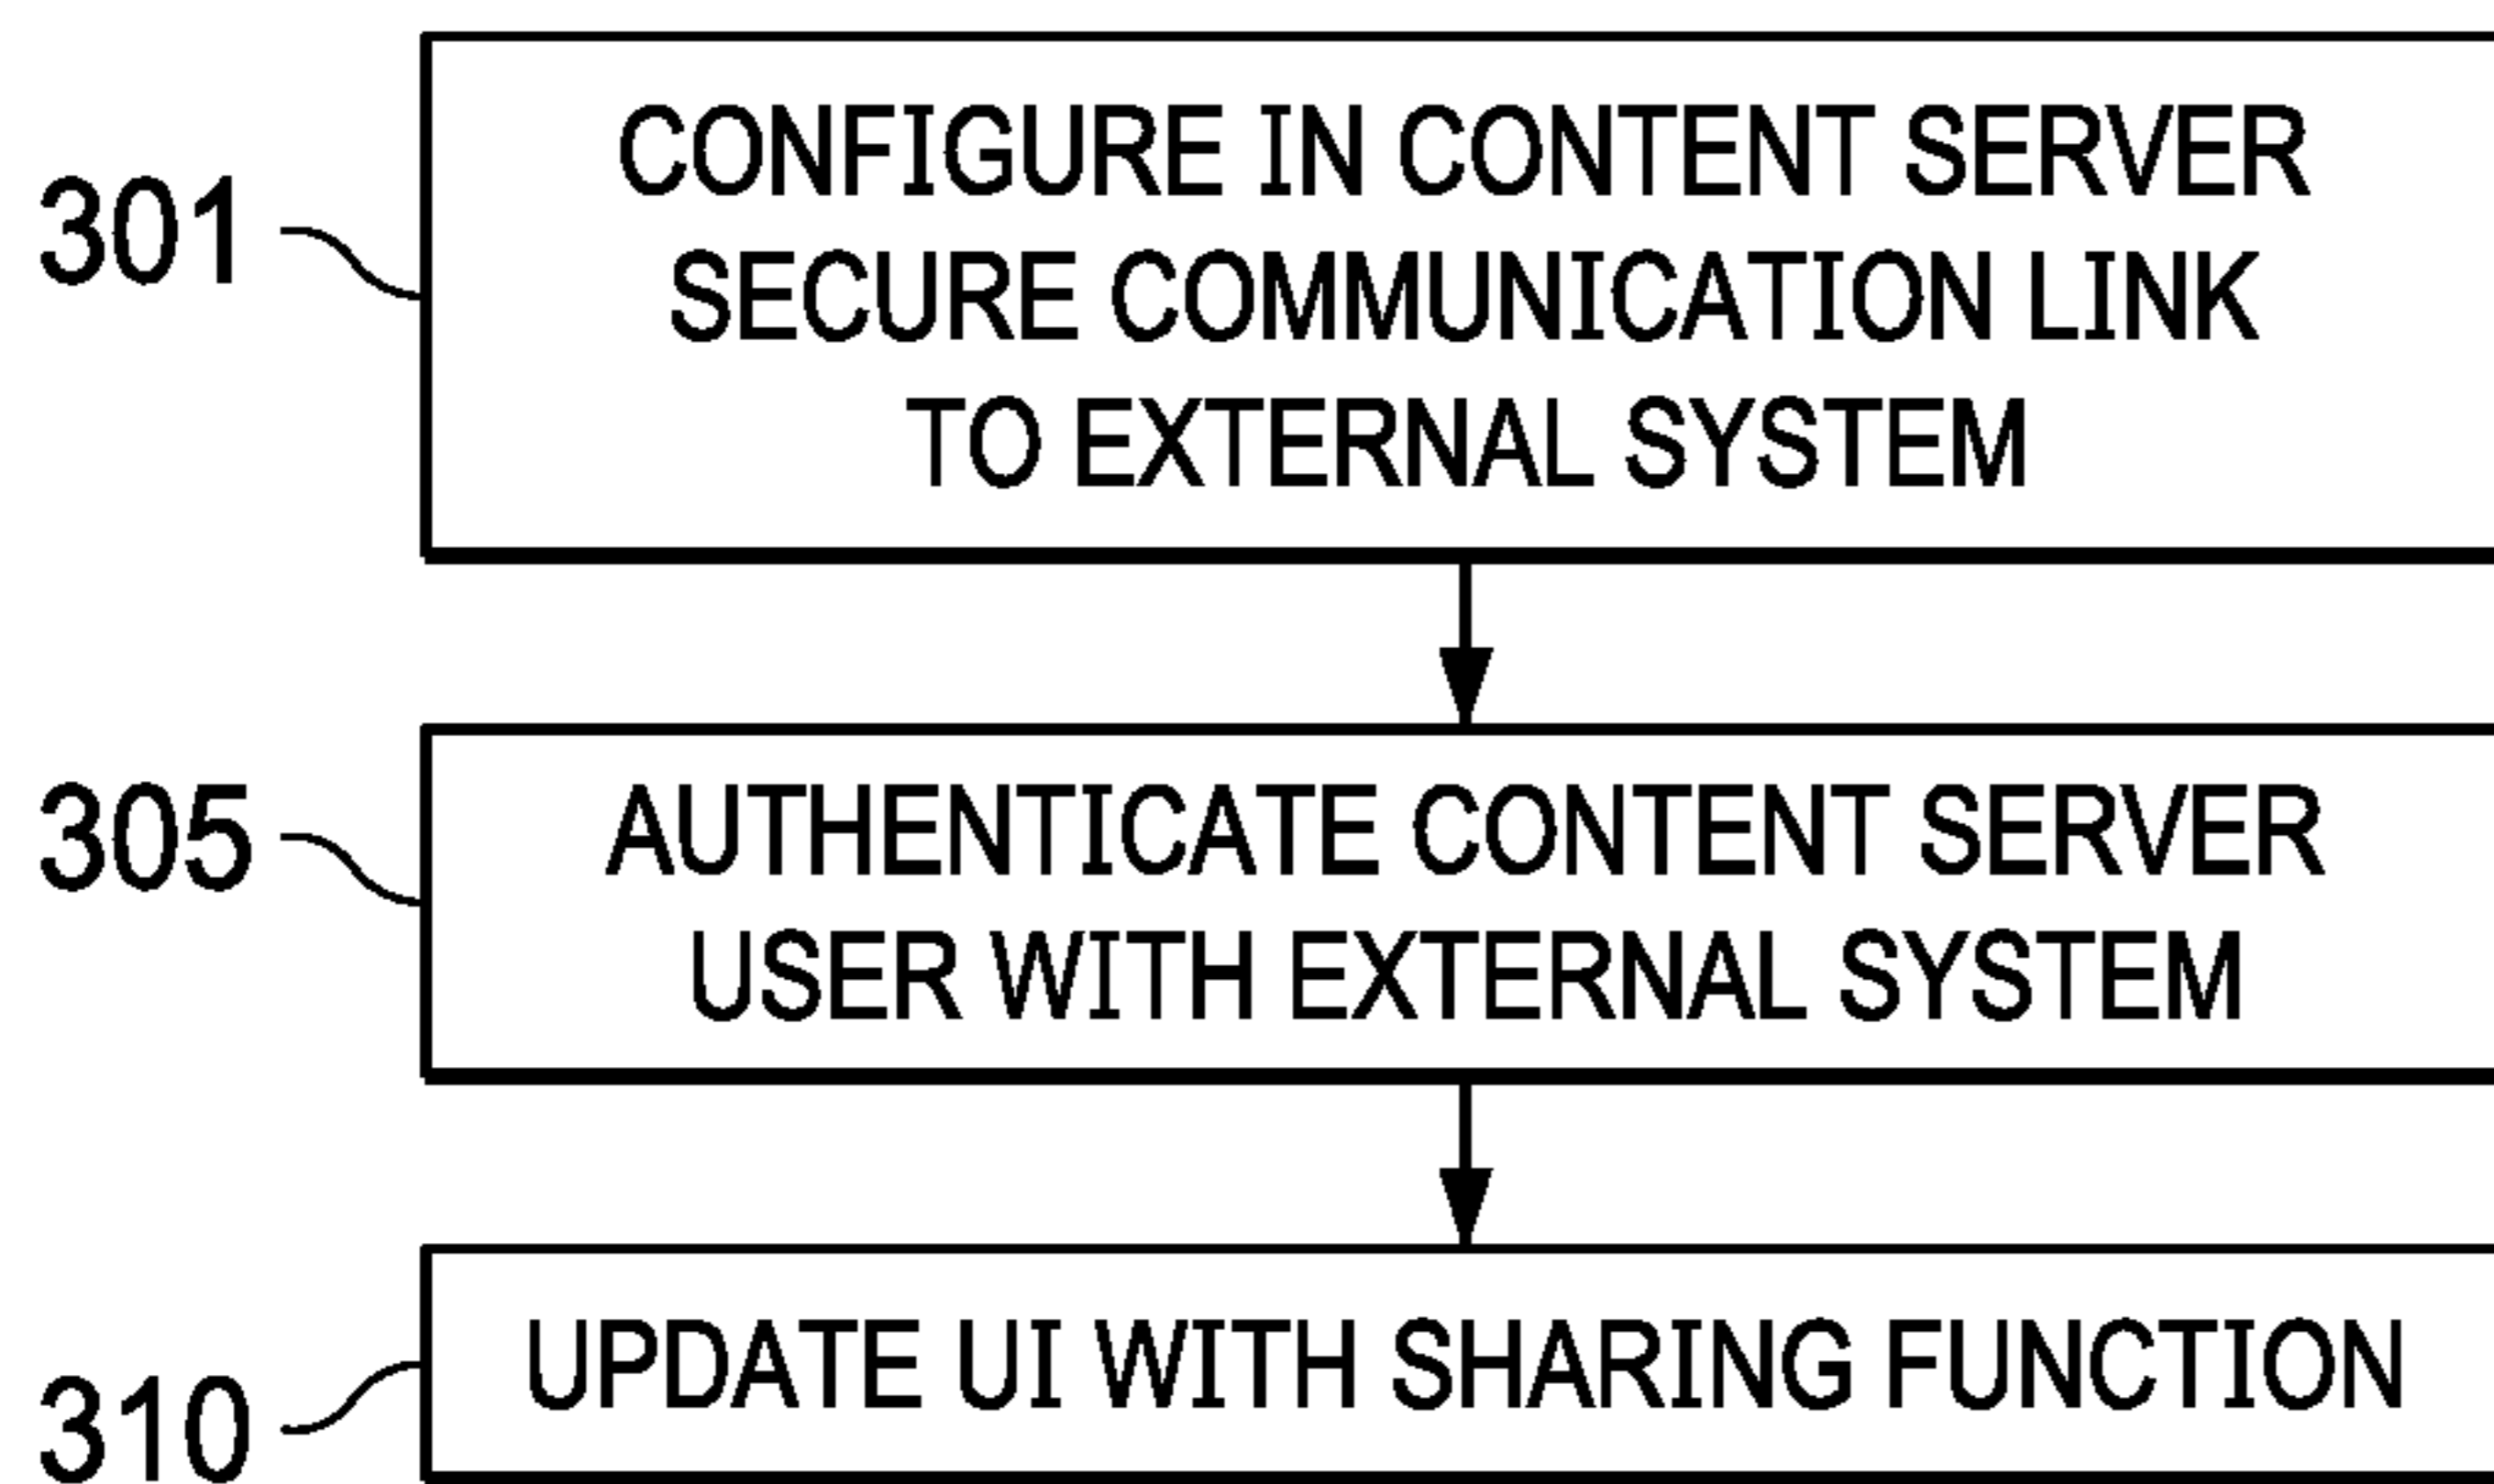 301
CONFIGURE IN CONTENT SERVER
SECURE COMMUNICATION LINK
TO EXTERNAL SYSTEM
305
AUTHENTICATE CONTENT SERVER
USER WITH EXTERNAL SYSTEM
310
UPDATE UI WITH SHARING FUNCTION